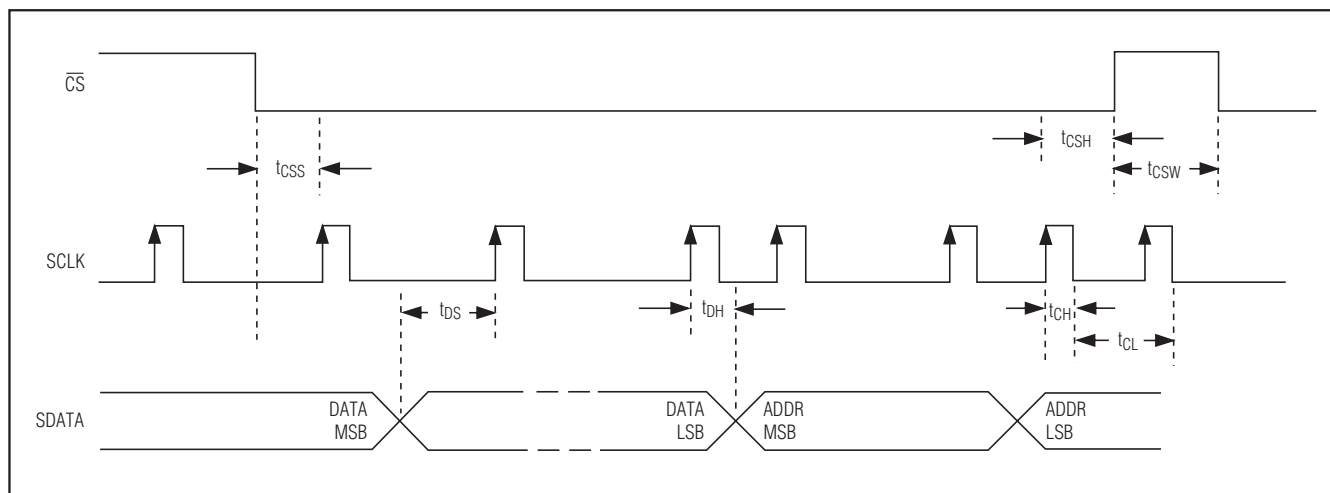 CS
tCSS
tCSH
tCSW
SCLK
tDS
tDH
tCH
tCL
SDATA
DATA
MSB
DATA
LSB
ADDR
MSB
ADDR
LSB